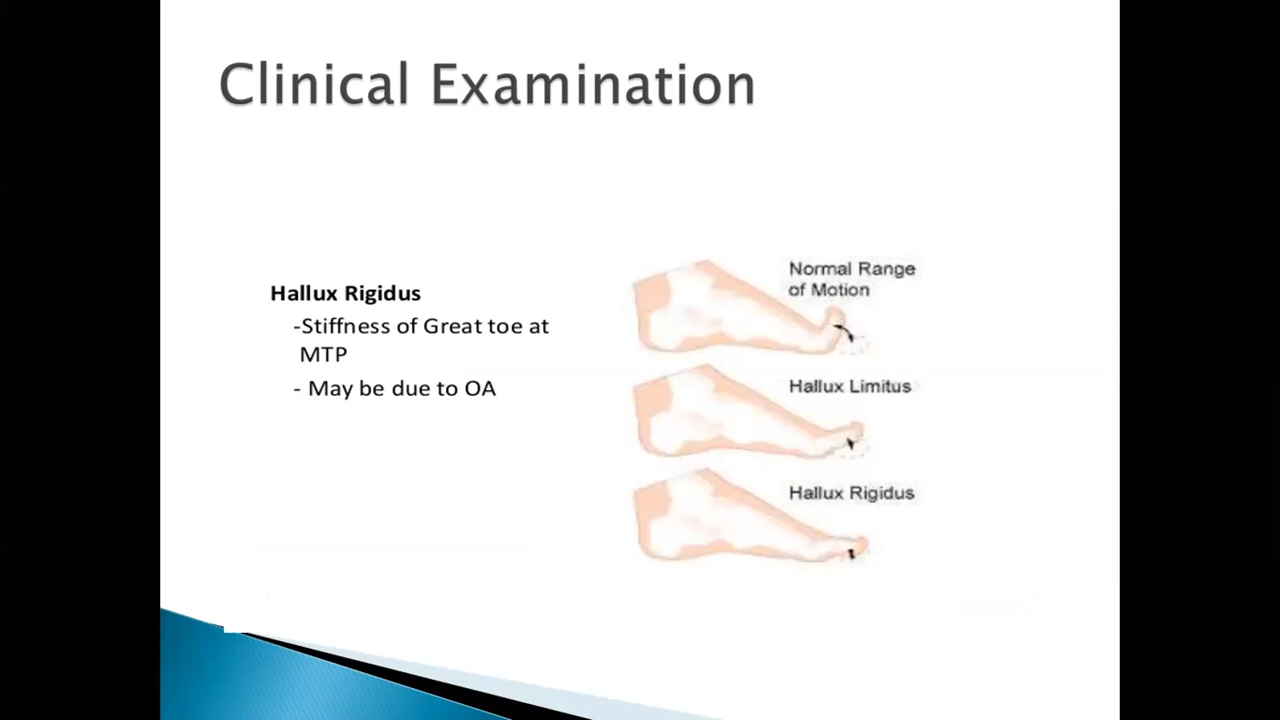 Clinical Examination
Hallux Rigidus
-Stiffness of Great toe at
MTP
- May be due to OA
Normal Range
of Motion
Hallux Limitus
Hallux Rigidus